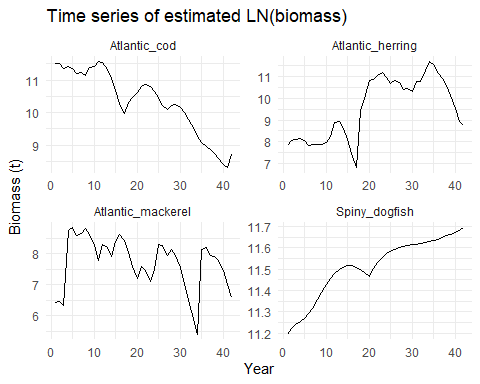 Time series of estimated LN(biomass)
Atlantic_cod
11
10
9
0 10 20 30 40
Atlantic_herring
11
10
9
8
7
0 10 20 30 40
Atlantic_mackerel
8
7
6
0 10 20 30 40
Spiny_dogfish
11.7
11.6
11.5
11.4
11.3
11.2
0 10 20 30 40
Biomass (t)
Year